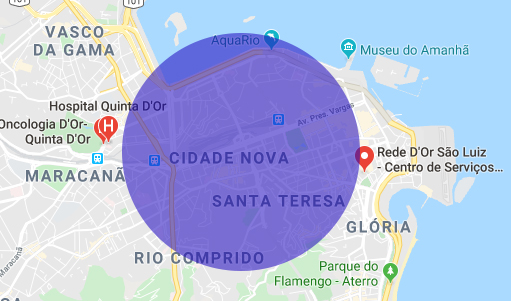 101
101
VASCO
DA GAMA
AquaRio
Museu do Amanhã
Hospital Quinta D'Or
Oncologia D'Or-
Quinta D'Or
H
Av. Pres. Vargas
Rede D'Or São Luiz
- Centro de Serviços...
CIDADE NOVA
MARACANÃ
SANTA TERESA
GLÓRIA
Maracanã
RIO COMPRIDO
Parque do
Flamengo - Aterro
CA